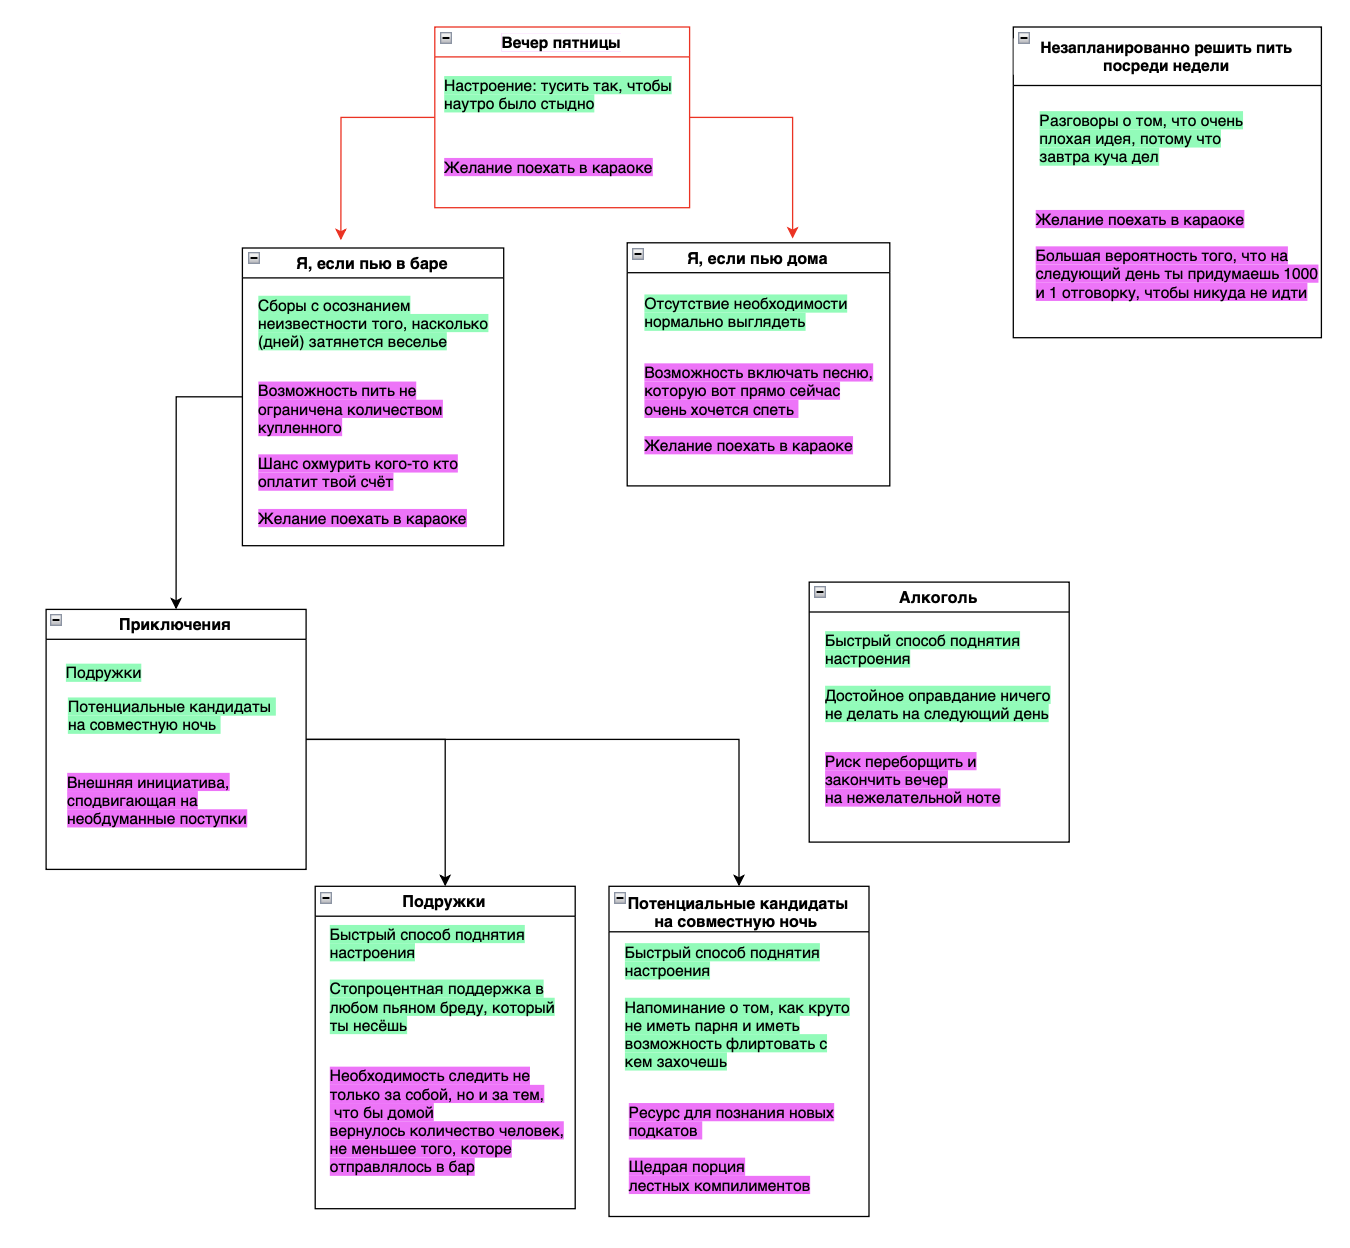 Вечер пятницы
Настроение: тусить так, чтобы
наутро было стыдно
Желание поехать в караоке
Незапланированно решить пить
посреди недели
Разговоры о том, что очень
плохая идея, потому что
завтра куча дел
Желание поехать в караоке
Большая вероятность того, что на
следующий день ты придумаешь 1000
и 1 отговорку, чтобы никуда не идти
Я, если пью в баре
Сборы с осознанием
неизвестности того, насколько
(дней) затянется веселье
Возможность пить не
ограничена количеством
купленного
Шанс охмурить кого-то кто
оплатит твой счёт
Желание поехать в караоке
Я, если пью дома
Отсутствие необходимости
нормально выглядеть
Возможность включать песню,
которую вот прямо сейчас
очень хочется спеть
Желание поехать в караоке
Приключения
Подружки
Потенциальные кандидаты
на совместную ночь
Внешняя инициатива,
сподвигающая на
необдуманные поступки
Алкоголь
Быстрый способ поднятия
настроения
Достойное оправдание ничего
не делать на следующий день
Риск переборщить и
закончить вечер
на нежелательной ноте
Подружки
Быстрый способ поднятия
настроения
Стопроцентная поддержка в
любом пьяном бреду, который
ты несёшь
Необходимость следить не
только за собой, но и за тем,
что бы домой
вернулось количество человек,
не меньшее того, которе
отправлялось в бар
Потенциальные кандидаты
на совместную ночь
Быстрый способ поднятия
настроения
Напоминание о том, как круто
не иметь парня и иметь
возможность флиртовать с
кем захочешь
Ресурс для познания новых
подкатов
Щедрая порция
лестных компилиментов